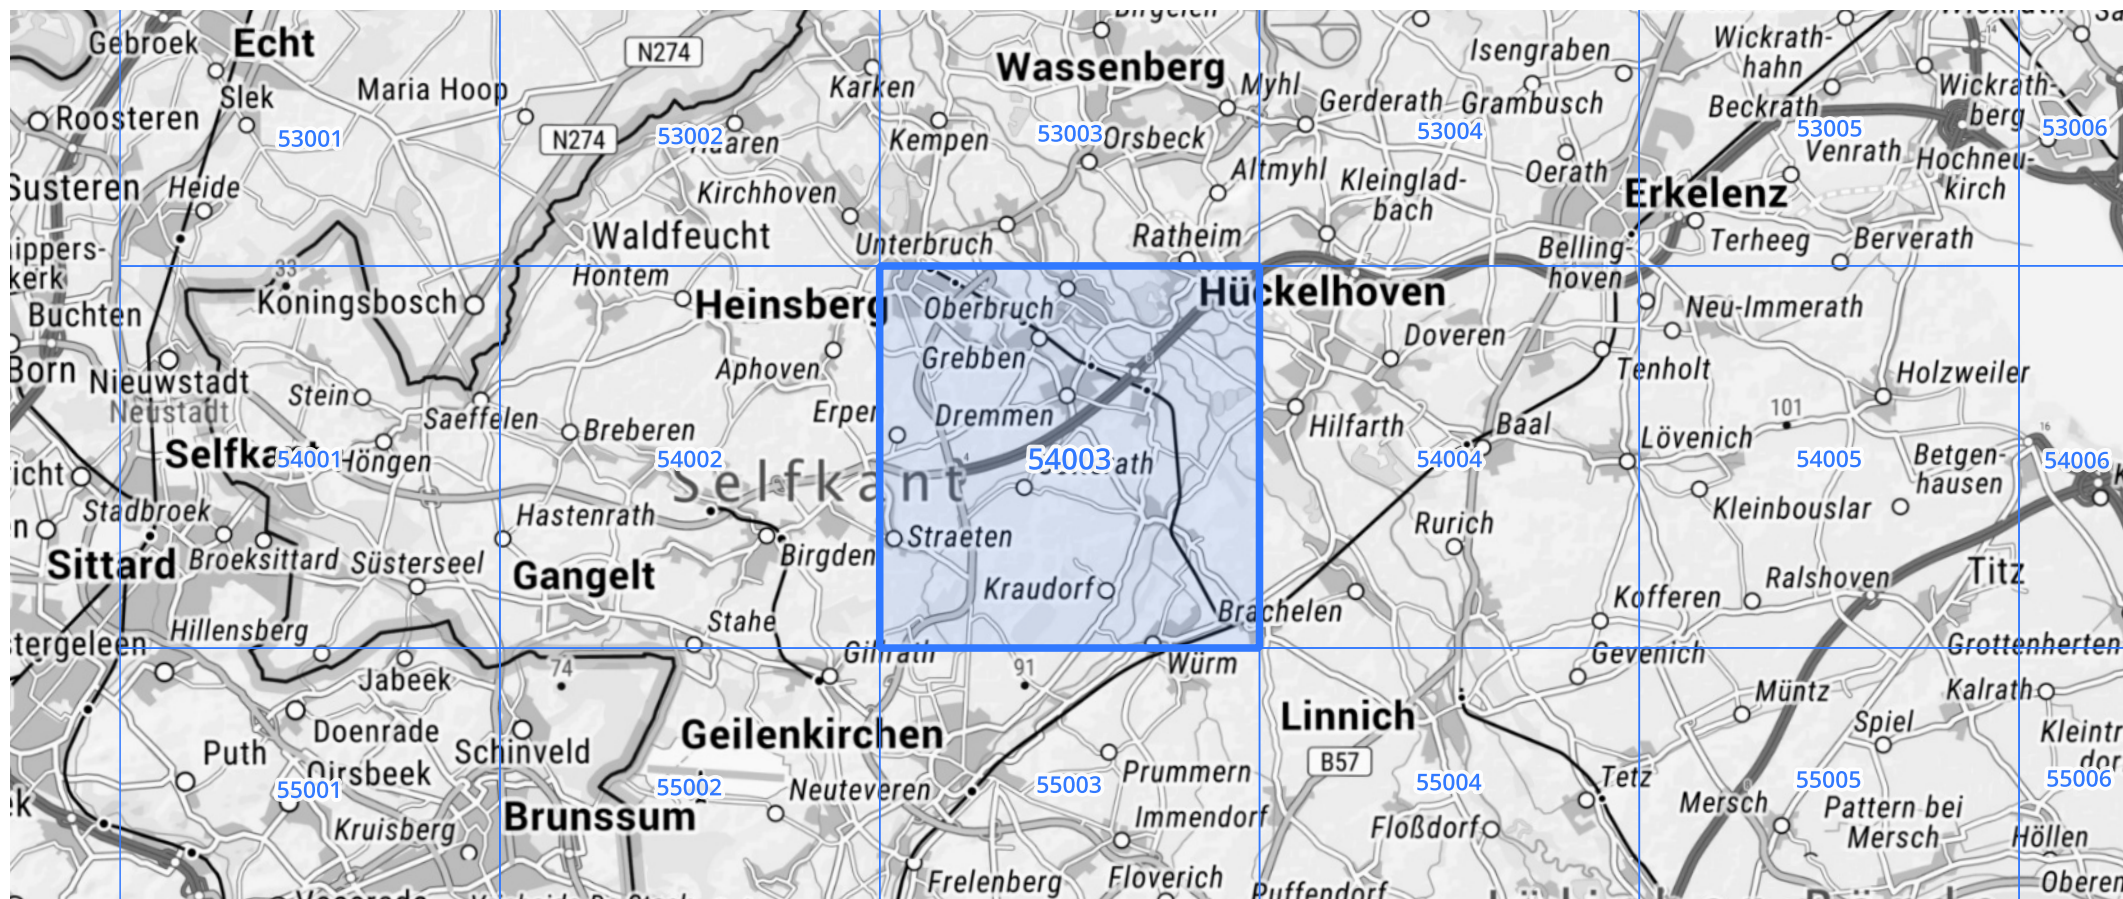 Gebroek
Echt
N274
Wassenberg
Isengraben
Wickrath-
hahn
14
Maria Hoop
Karken
Myhl
Gerderath
Grambusch
Beckrath
Wickrath-
berg
Slek
Roosteren
53001
N274
53002
Kempen
53003
Orsbeck
53004
53005
53006
Venrath
Hochneu-
kirch
Susteren
Heide
Kirchhoven
Altmyhl
Kleinglad-
bach
Oerath
Erkelenz
Waldfeucht
Unterbruch
Ratheim
Belling-
hoven
Terheeg
Berverath
33
Koningsbosch
Hontem
Heinsberg
Oberbruch
Hückelhoven
Neu-Immerath
Buchten
Doveren
Born
Nieuwstadt
Neustadt
Stein
Saeffelen
Aphoven
Grebben
Tenholt
Holzweiler
Breberen
Dremmen
Hilfarth
Baal
101
16
Selfkant
54001
Höngen
54002
Selfkant
4
54003
54004
Lövenich
54005
Betgen-
hausen
54006
Stadbroek
Hastenrath
Straeten
Rurich
Kleinbouslar
Sittard
Broeksittard
Süsterseel
Gangelt
Birgden
Kraudorf
Ralshoven
Titz
Hillensberg
Stahe
Brachelen
Kofferen
Grottenherten
Jabeek
74
Gillrath
91
Würm
Gevenich
Müntz
Kalrath
Doenrade
Puth
Schinveld
Geilenkirchen
Linnich
Spiel
Oirsbeek
55001
55002
Neuteveren
55003
Prummern
B57
55004
Tetz
55005
55006
Kruisberg
Brunssum
Immendorf
Floßdorf
Mersch
Pattern bei
Mersch
Höllen
Frelenberg
Floverich